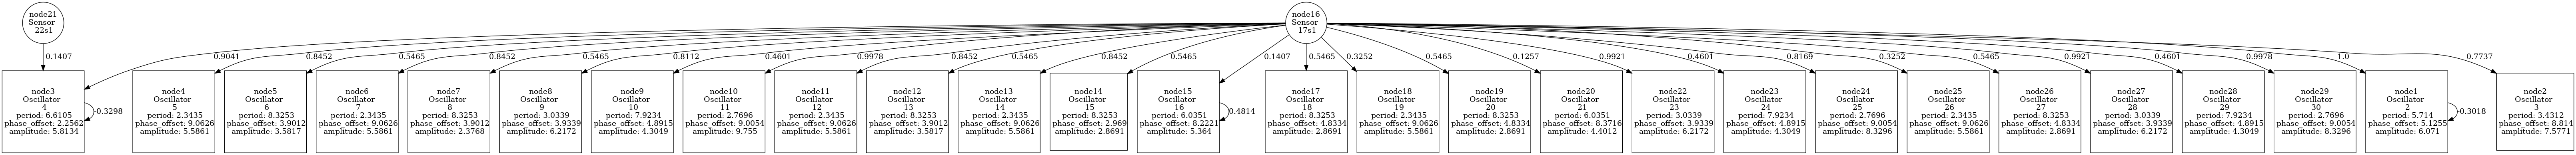 node21
Sensor
22s1
node16
Sensor
17s1
-0.1407
-0.9041
-0.8452
-0.5465
-0.8452
-0.5465
-0.8112
0.4601
0.9978
-0.8452
-0.5465
-0.8452
-0.5465
-0.1407
-0.5465
0.3252
-0.5465
0.1257
-0.9921
0.4601
0.8169
0.3252
-0.5465
-0.9921
0.4601
0.9978
1.0
0.7737
node3
Oscillator
4
period: 6.6105
phase_offset: 2.2562
amplitude: 5.8134
-0.3298
node4
Oscillator
5
period: 2.3435
phase_offset: 9.0626
amplitude: 5.5861
node5
Oscillator
6
period: 8.3253
phase_offset: 3.9012
amplitude: 3.5817
node6
Oscillator
7
period: 2.3435
phase_offset: 9.0626
amplitude: 5.5861
node7
Oscillator
8
period: 8.3253
phase_offset: 3.9012
amplitude: 2.3768
node8
Oscillator
9
period: 3.0339
phase_offset: 3.9339
amplitude: 6.2172
node9
Oscillator
10
period: 7.9234
phase_offset: 4.8915
amplitude: 4.3049
node10
Oscillator
11
period: 2.7696
phase_offset: 9.0054
amplitude: 9.755
node11
Oscillator
12
period: 2.3435
phase_offset: 9.0626
amplitude: 5.5861
node12
Oscillator
13
period: 8.3253
phase_offset: 3.9012
amplitude: 3.5817
node13
Oscillator
14
period: 2.3435
phase_offset: 9.0626
amplitude: 5.5861
node14
Oscillator
15
period: 8.3253
phase_offset: 2.969
amplitude: 2.8691
node15
Oscillator
16
period: 6.0351
phase_offset: 8.2221
amplitude: 5.364
0.4814
node17
Oscillator
18
period: 8.3253
phase_offset: 4.8334
amplitude: 2.8691
node18
Oscillator
19
period: 2.3435
phase_offset: 9.0626
amplitude: 5.5861
node19
Oscillator
20
period: 8.3253
phase_offset: 4.8334
amplitude: 2.8691
node20
Oscillator
21
period: 6.0351
phase_offset: 8.3716
amplitude: 4.4012
node22
Oscillator
23
period: 3.0339
phase_offset: 3.9339
amplitude: 6.2172
node23
Oscillator
24
period: 7.9234
phase_offset: 4.8915
amplitude: 4.3049
node24
Oscillator
25
period: 2.7696
phase_offset: 9.0054
amplitude: 8.3296
node25
Oscillator
26
period: 2.3435
phase_offset: 9.0626
amplitude: 5.5861
node26
Oscillator
27
period: 8.3253
phase_offset: 4.8334
amplitude: 2.8691
node27
Oscillator
28
period: 3.0339
phase_offset: 3.9339
amplitude: 6.2172
node28
Oscillator
29
period: 7.9234
phase_offset: 4.8915
amplitude: 4.3049
node29
Oscillator
30
period: 2.7696
phase_offset: 9.0054
amplitude: 8.3296
node1
Oscillator
2
period: 5.714
phase_offset: 5.1255
amplitude: 6.071
-0.3018
node2
Oscillator
3
period: 3.4312
phase_offset: 8.814
amplitude: 7.5771